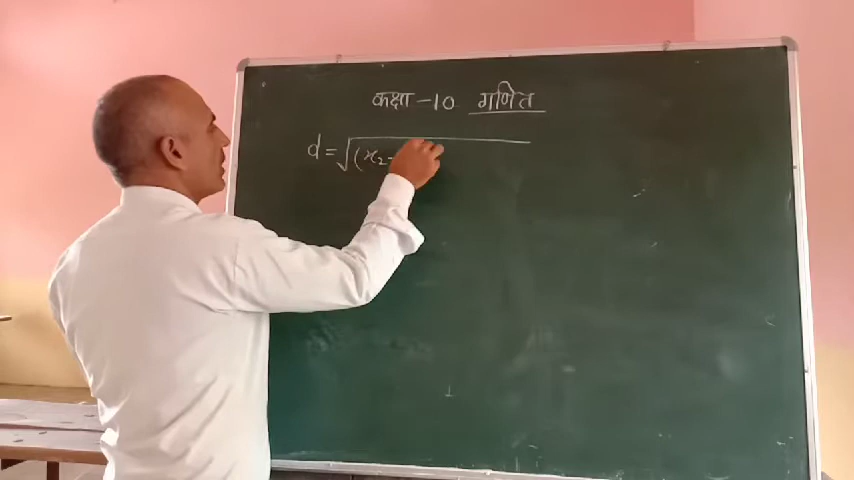 कक्षा -10 गणित
d = √(x₂-